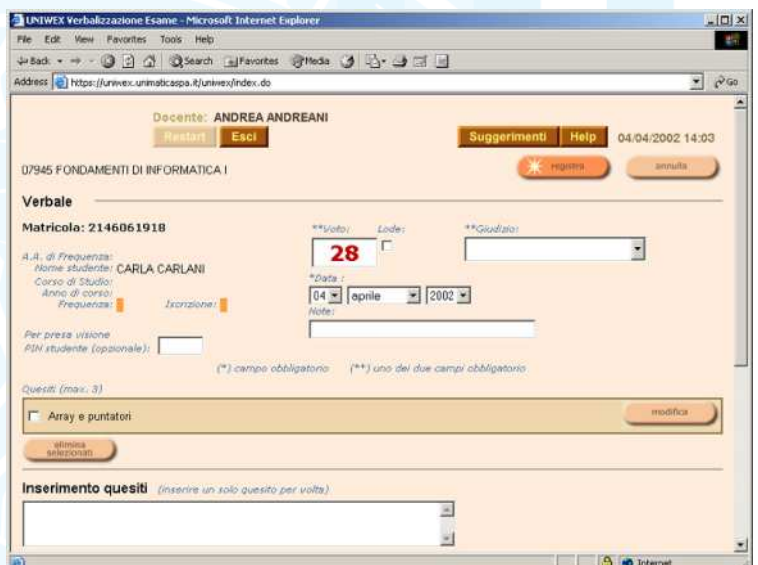 UNIWEX Verbalizzazione Esame - Microsoft Internet Explorer
File Edit View Favorites Tools Help
Back Search Favorites Media
Address https://uniwex.unimaticaspa.it/uniwex/index.do Go
Docente: ANDREA ANDREANI
Restart Esci Suggerimenti Help 04/04/2002 14:03
07945 FONDAMENTI DI INFORMATICA I registra annulla
Verbale
Matricola: 2146061918 **Voto: Lode: **Giudizio:
28
A.A. di Frequenza:
Nome studente: CARLA CARLANI
Corso di Studio:
Anno di corso:
Frequenza: Iscrizione:
*Data :
04 aprile 2002
Note:
Per presa visione
PIN studente (opzionale):
(*) campo obbligatorio (**) uno dei due campi obbligatorio
Quesiti (max. 3)
Array e puntatori modifica
elimina
selezionati
Inserimento quesiti (inserire un solo quesito per volta)
Internet